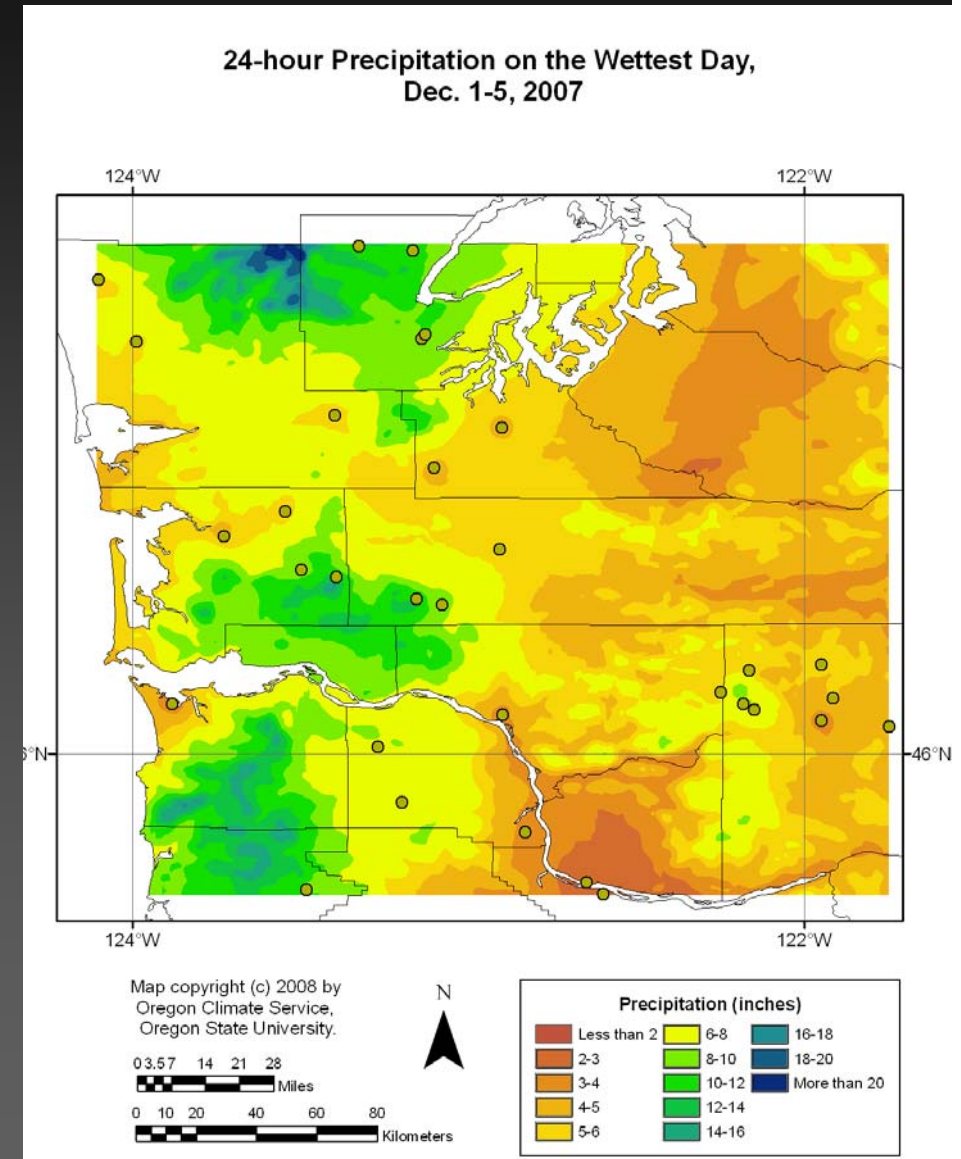 24-hour Precipitation on the Wettest Day,
Dec. 1-5, 2007
124°W 122°W
6°N 46°N
124°W 122°W
Map copyright (c) 2008 by
Oregon Climate Service,
Oregon State University.
0 3.5 7 14 21 28
Miles
0 10 20 40 60 80
Kilometers
N
Precipitation (inches)
Less than 2
2-3
3-4
4-5
5-6
6-8
8-10
10-12
12-14
14-16
16-18
18-20
More than 20